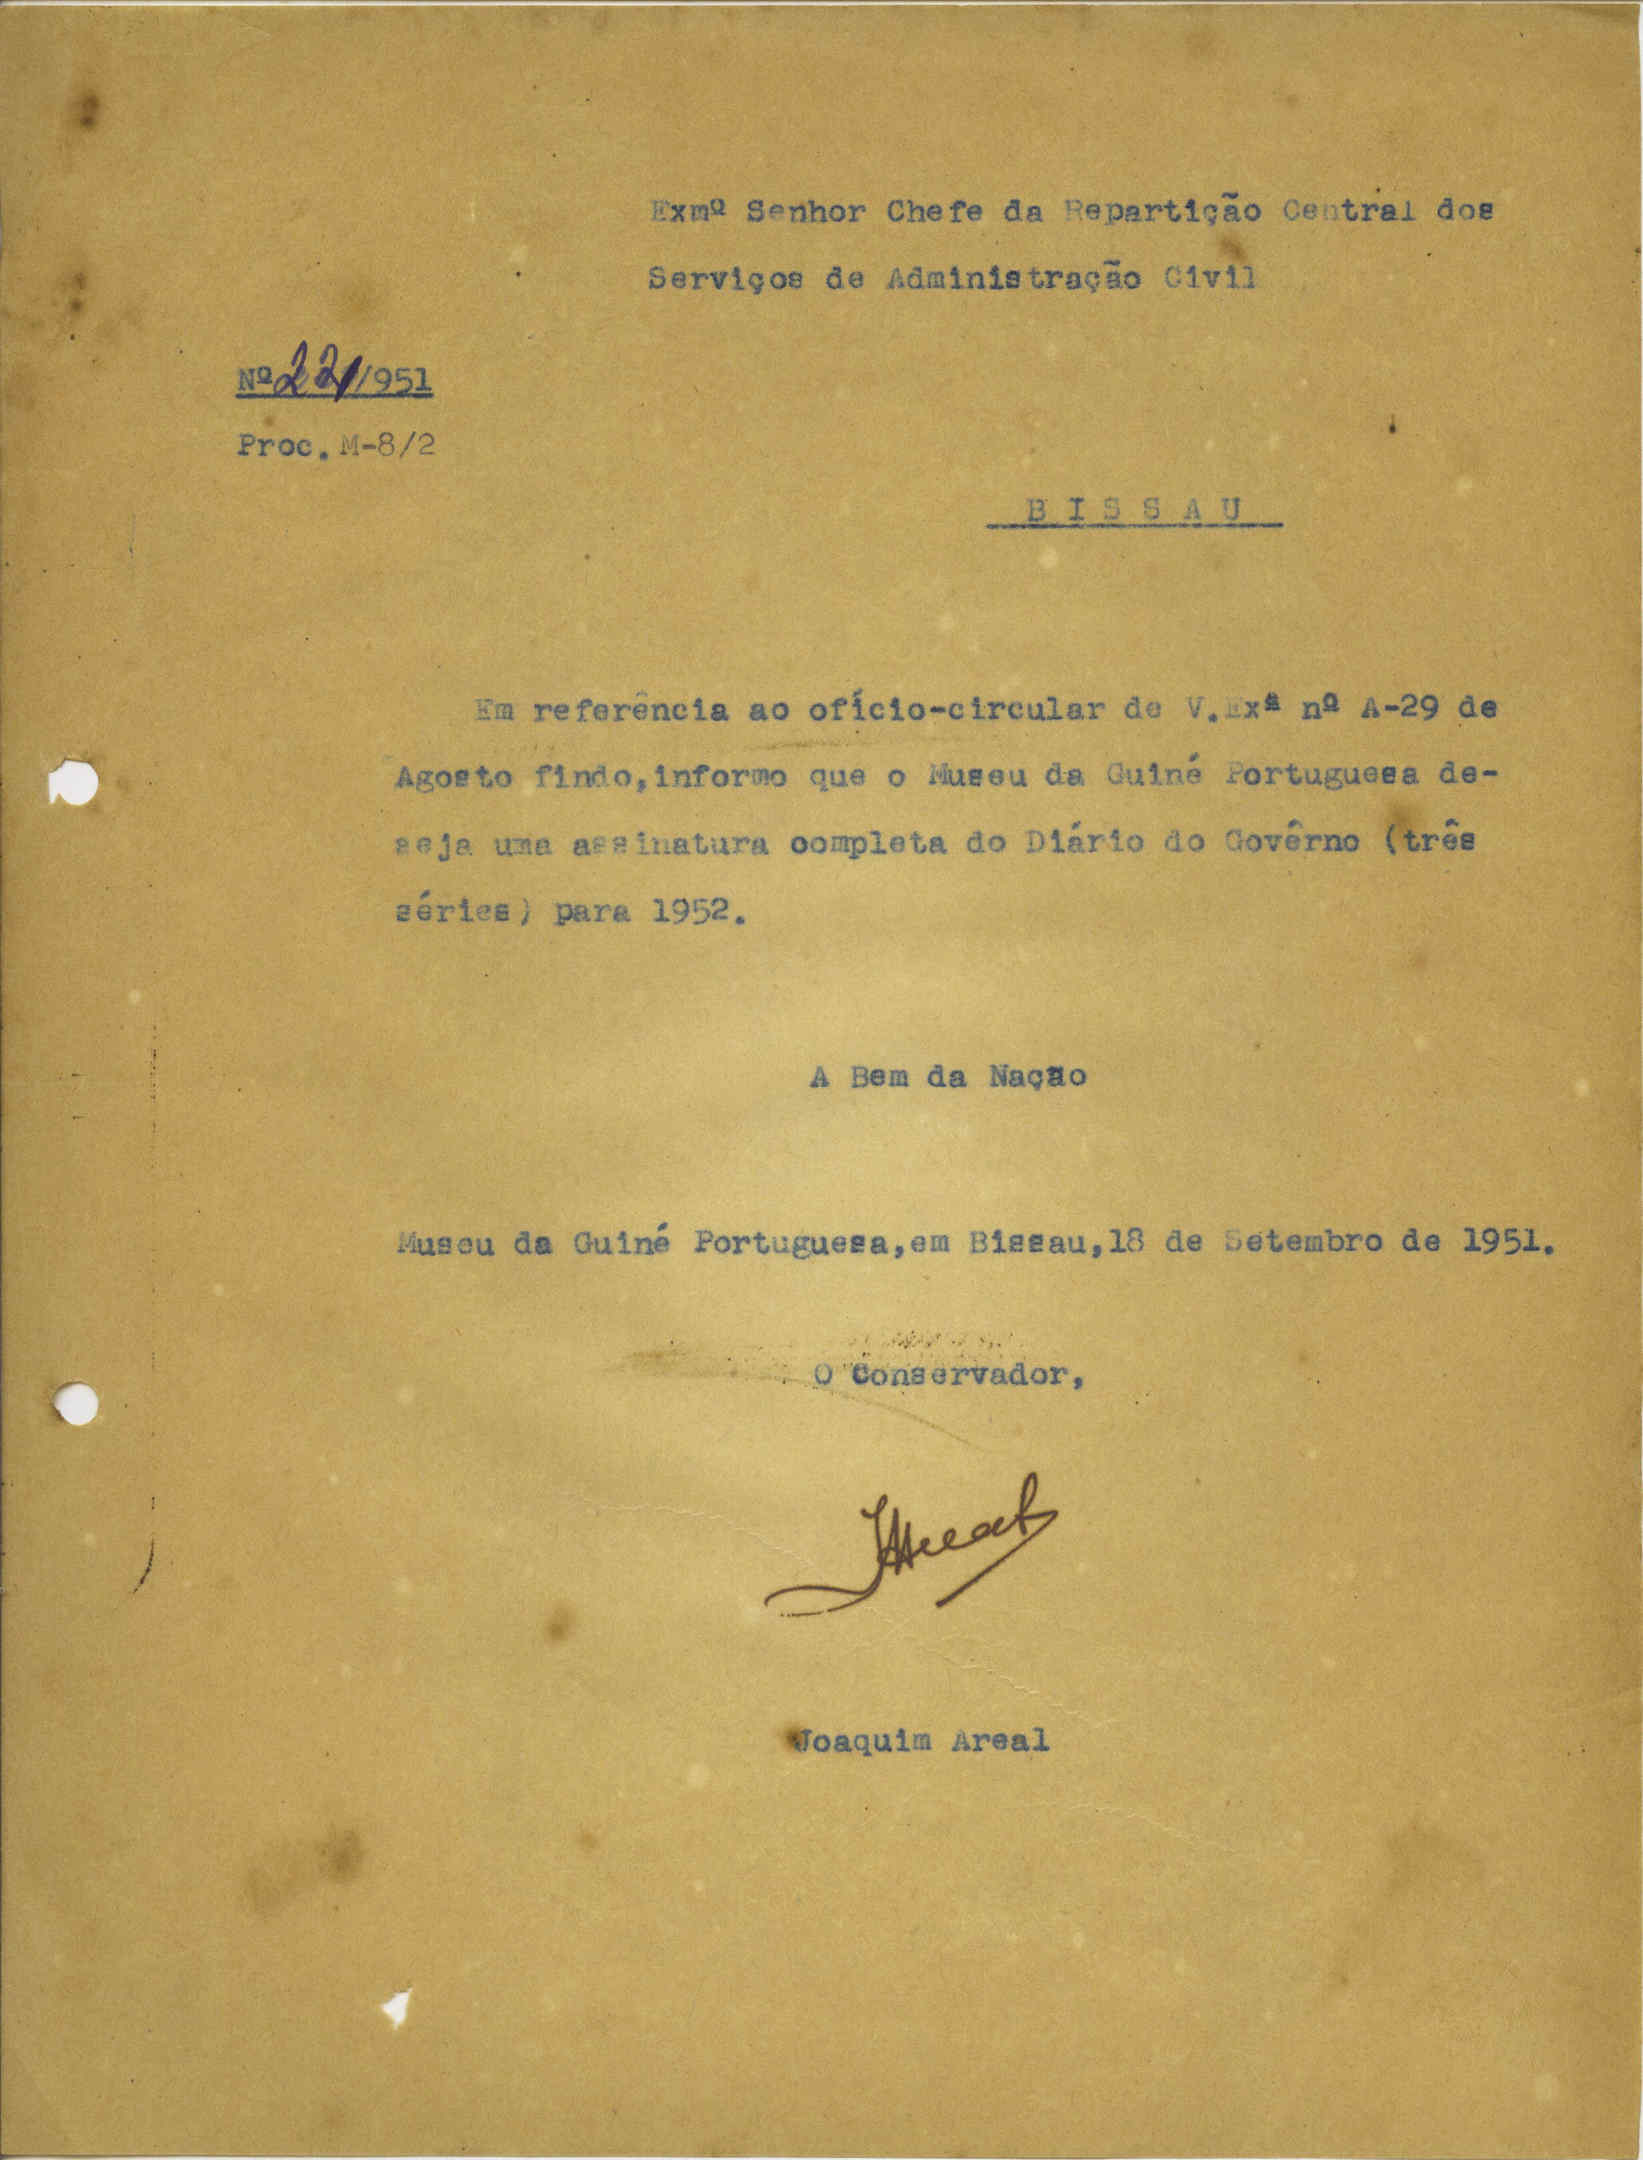 Exmº Senhor Chefe da Repartição Central dos
Serviços de Administração Civil
Nº 221/951
Proc. M-8/2
BISSAU
Em referência ao ofício-circular de V.Exª nº A-29 de
Agosto findo,informo que o Museu da Guiné Portuguesa de-
seja uma assinatura completa do Diário do Govêrno (três
séries) para 1952.
A Bem da Nação
Museu da Guiné Portuguesa,em Bissau,18 de Setembro de 1951.
O Conservador,
JAreal
Joaquim Areal